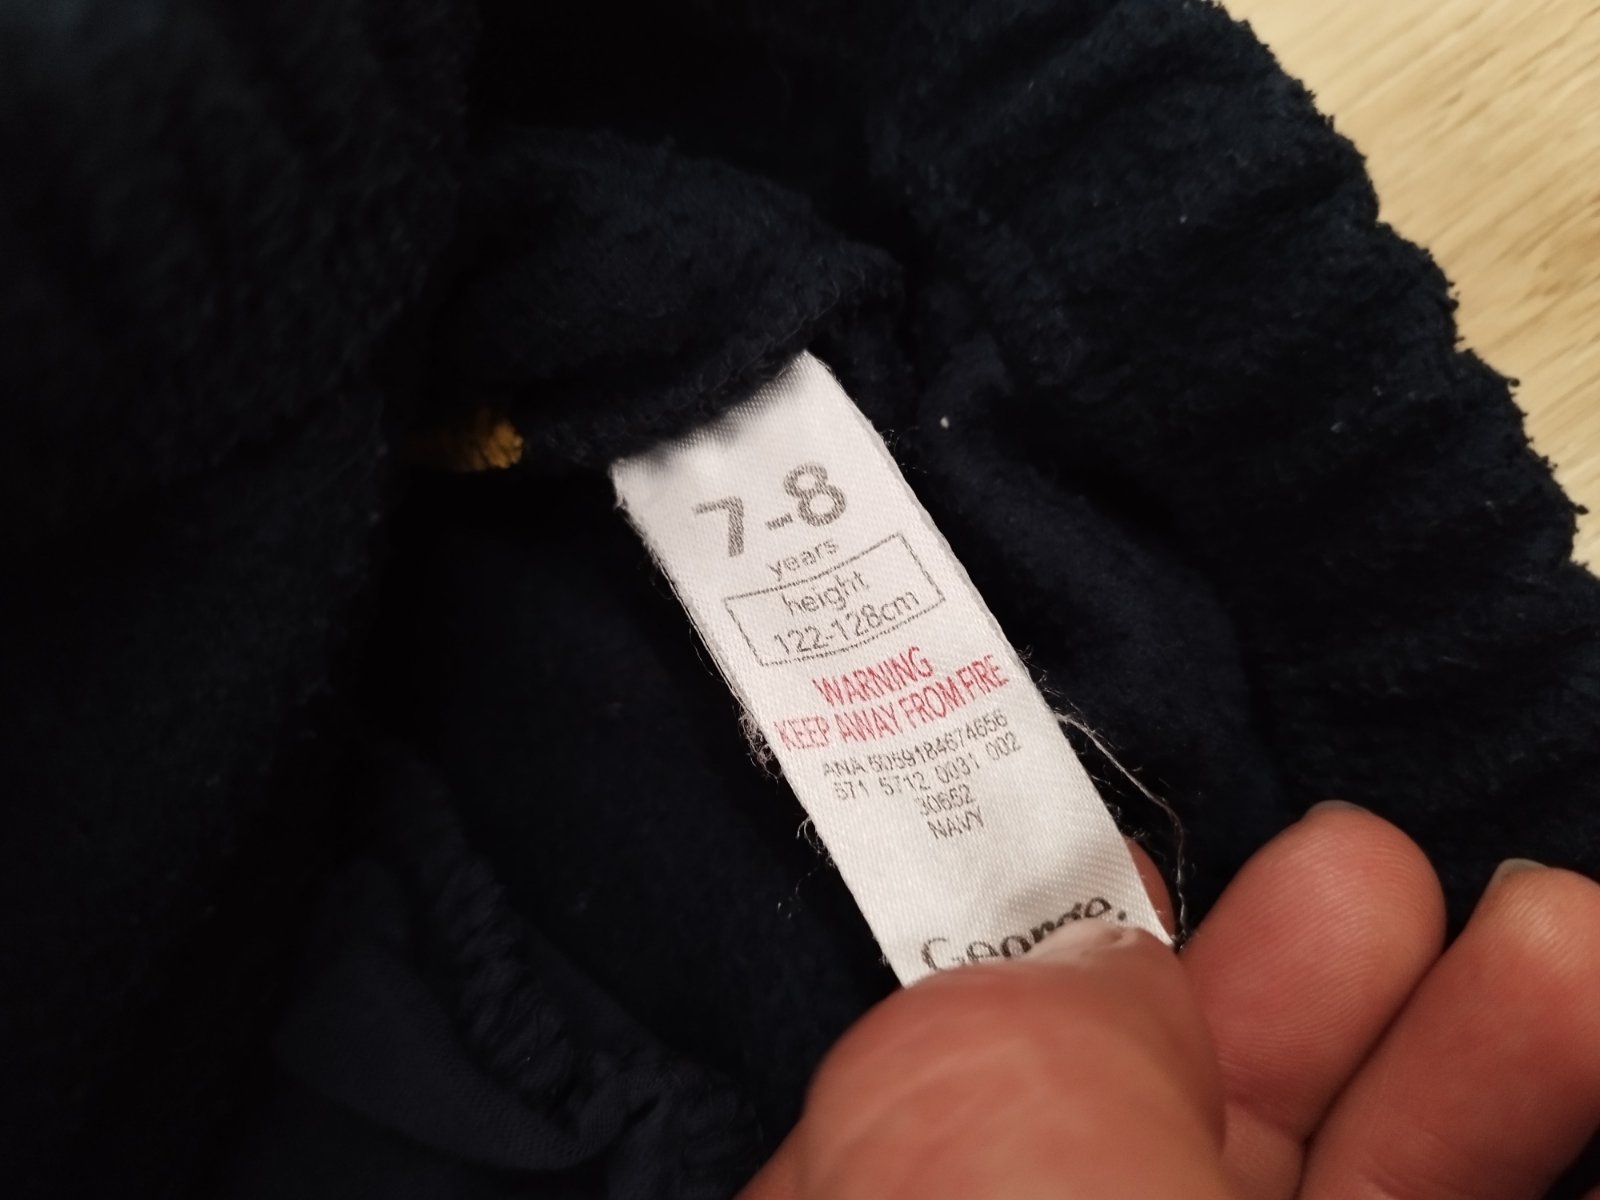 7-8
years
height
122-128cm
WARNING
KEEP AWAY FROM FIRE
ANA 5059184674656
571 5712 0031 002
30652
NAVY
George.